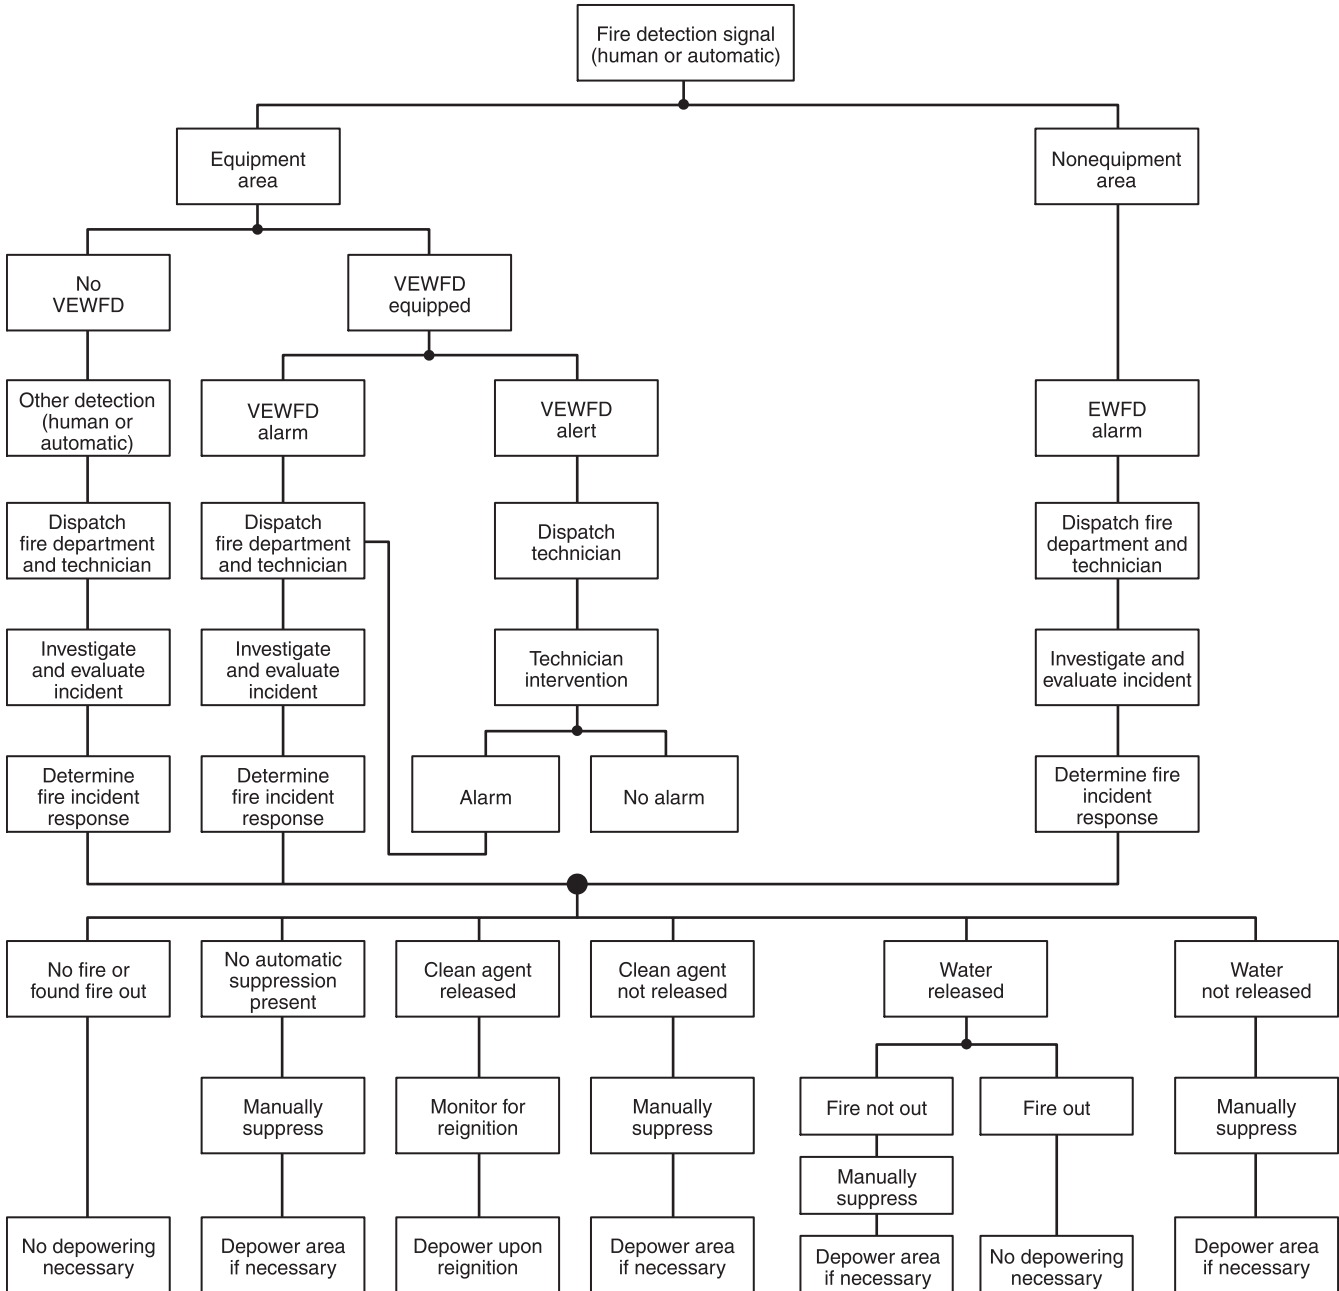 Fire detection signal
(human or automatic)
Equipment
area
Nonequipment
area
No
VEWFD
VEWFD
equipped
Other detection
(human or
automatic)
VEWFD
alarm
VEWFD
alert
EWFD
alarm
Dispatch
fire department
and technician
Dispatch
fire department
and technician
Dispatch
technician
Dispatch fire
department and
technician
Investigate
and evaluate
incident
Investigate
and evaluate
incident
Technician
intervention
Investigate and
evaluate incident
Determine
fire incident
response
Determine
fire incident
response
Alarm
No alarm
Determine fire
incident
response
No fire or
found fire out
No automatic
suppression
present
Clean agent
released
Clean agent
not released
Water
released
Water
not released
Manually
suppress
Monitor for
reignition
Manually
suppress
Fire not out
Fire out
Manually
suppress
Manually
suppress
No depowering
necessary
Depower area
if necessary
Depower upon
reignition
Depower area
if necessary
Depower area
if necessary
No depowering
necessary
Depower area
if necessary